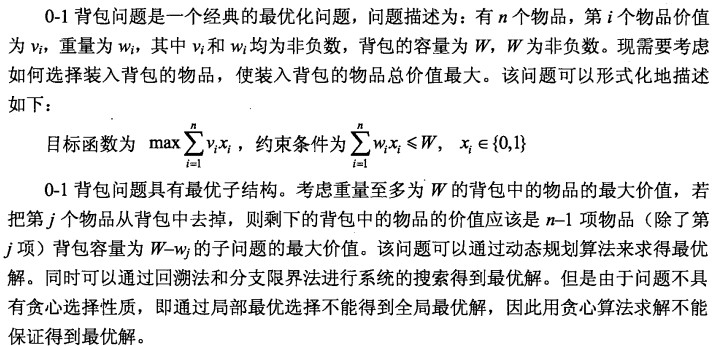 0-1 背包问题是一个经典的最优化问题，问题描述为：有 n 个物品，第 i 个物品价值
为 vᵢ，重量为 wᵢ，其中 vᵢ和 wᵢ均为非负数，背包的容量为 W，W 为非负数。现需要考虑
如何选择装入背包的物品，使装入背包的物品总价值最大。该问题可以形式化地描述
如下：
目标函数为 max∑ᵢ₌₁ⁿvᵢxᵢ，约束条件为∑ᵢ₌₁ⁿwᵢxᵢ≤W， xᵢ∈{0,1}
0-1 背包问题具有最优子结构。考虑重量至多为 W 的背包中的物品的最大价值，若
把第 j 个物品从背包中去掉，则剩下的背包中的物品的价值应该是 n–1 项物品（除了第
j 项）背包容量为 W–wⱼ的子问题的最大价值。该问题可以通过动态规划算法来求得最优
解。同时可以通过回溯法和分支限界法进行系统的搜索得到最优解。但是由于问题不具
有贪心选择性质，即通过局部最优选择不能得到全局最优解，因此用贪心算法求解不能
保证得到最优解。